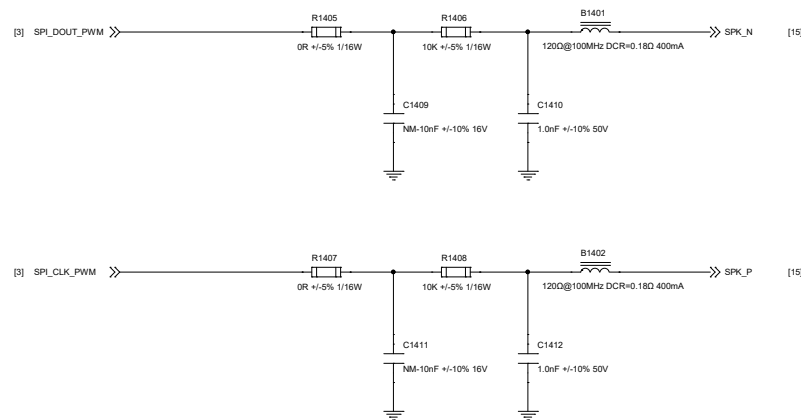 R1405 R1406 B1401
[3] SPI_DOUT_PWM SPK_N [15]
0R +/-5% 1/16W 10K +/-5% 1/16W 120Ω@100MHz DCR=0.18Ω 400mA
C1409 C1410
NM-10nF +/-10% 16V 1.0nF +/-10% 50V
R1407 R1408 B1402
[3] SPI_CLK_PWM SPK_P [15]
0R +/-5% 1/16W 10K +/-5% 1/16W 120Ω@100MHz DCR=0.18Ω 400mA
C1411 C1412
NM-10nF +/-10% 16V 1.0nF +/-10% 50V